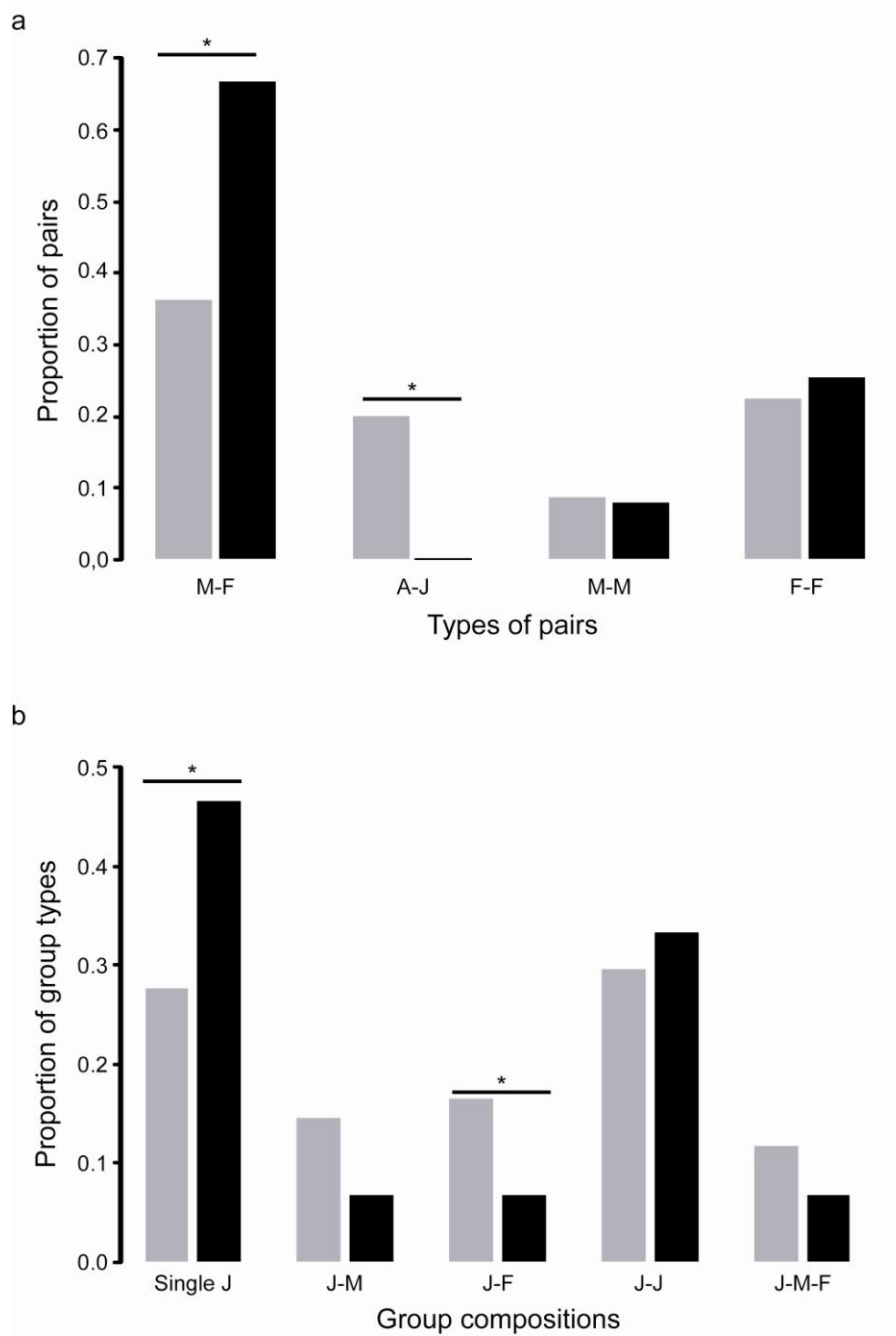 a
*
0.7
0.6
0.5
0.4
0.3
0.2
0.1
0,0
Proportion of pairs
*
M-F A-J M-M F-F
Types of pairs
b
*
0.5
0.4
0.3
0.2
0.1
0.0
Proportion of group types
*
Single J J-M J-F J-J J-M-F
Group compositions